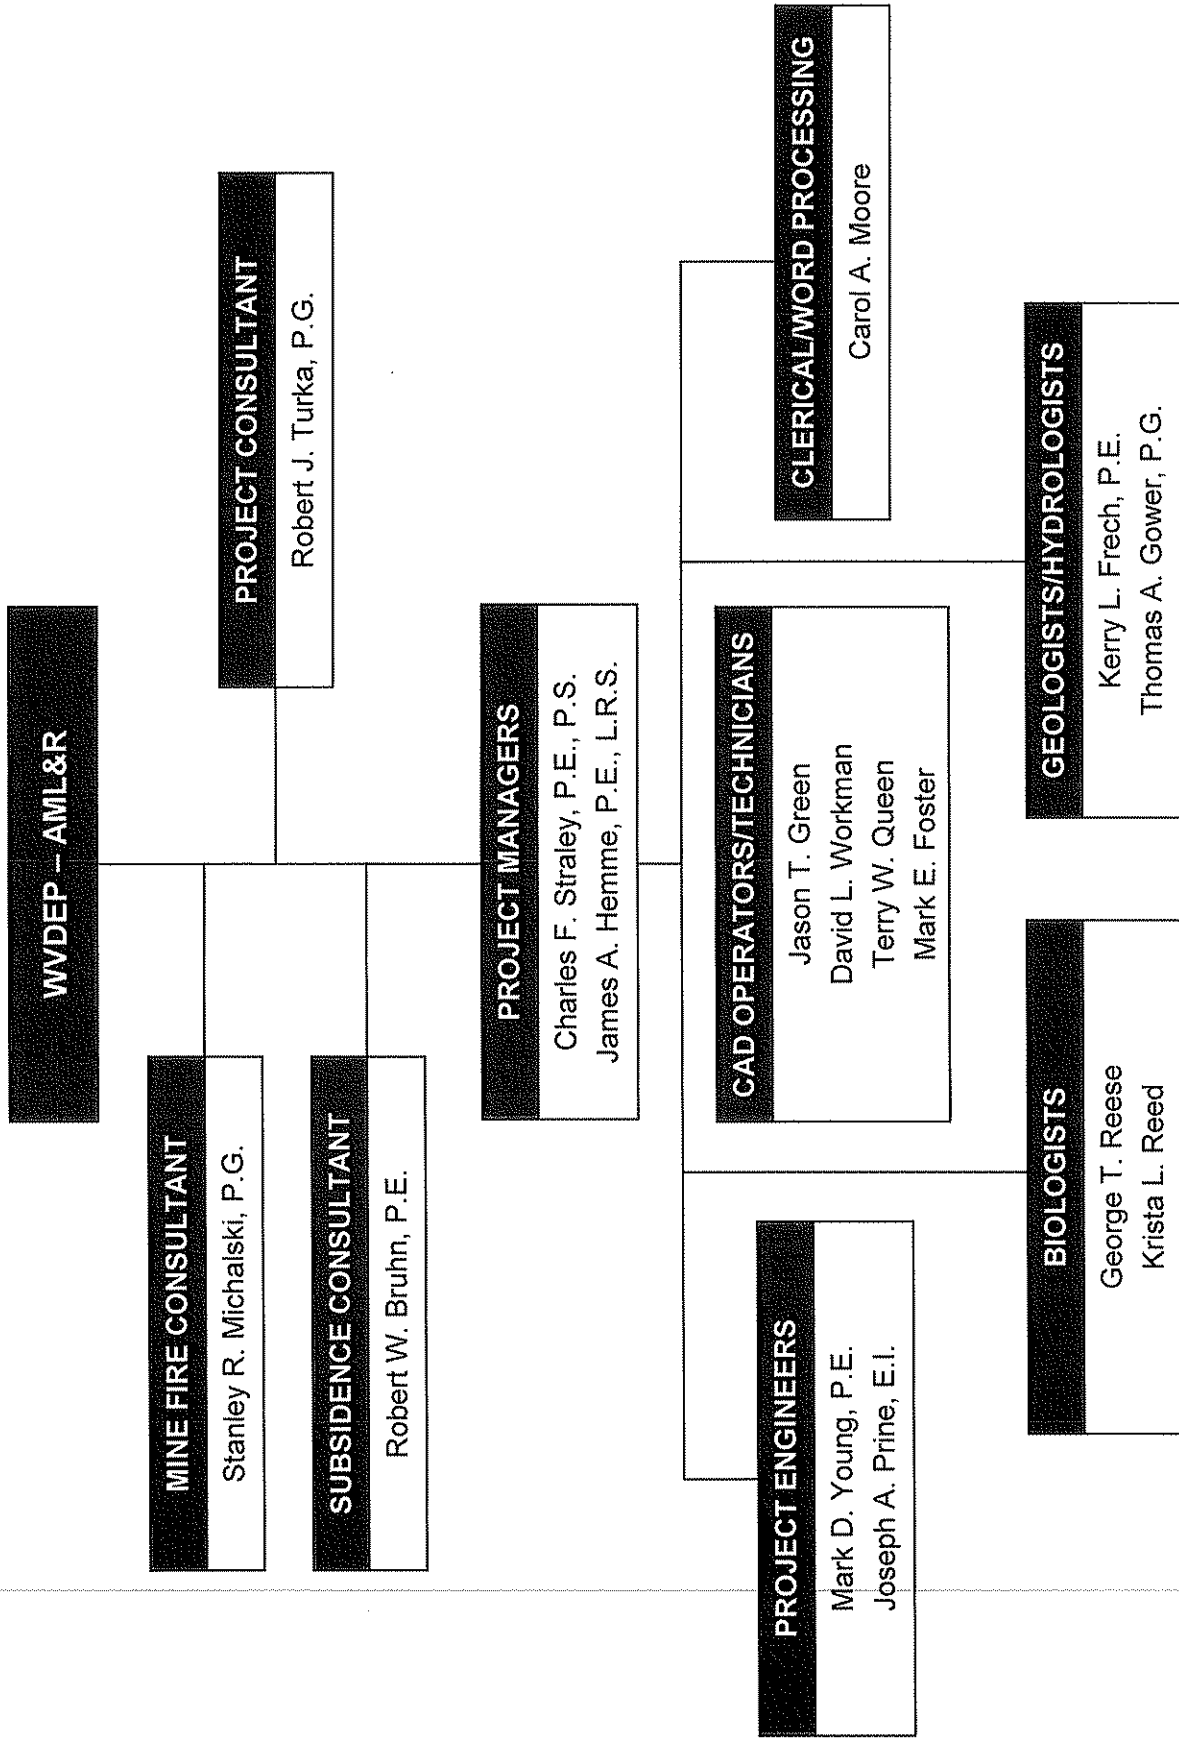 WVDEP – AML&R
MINE FIRE CONSULTANT
Stanley R. Michalski, P.G.
PROJECT CONSULTANT
Robert J. Turka, P.G.
SUBSIDENCE CONSULTANT
Robert W. Bruhn, P.E.
PROJECT MANAGERS
Charles F. Straley, P.E., P.S.
James A. Hemme, P.E., L.R.S.
PROJECT ENGINEERS
Mark D. Young, P.E.
Joseph A. Prine, E.I.
CAD OPERATORS/TECHNICIANS
Jason T. Green
David L. Workman
Terry W. Queen
Mark E. Foster
CLERICAL/WORD PROCESSING
Carol A. Moore
BIOLOGISTS
George T. Reese
Krista L. Reed
GEOLOGISTS/HYDROLOGISTS
Kerry L. Frech, P.E.
Thomas A. Gower, P.G.